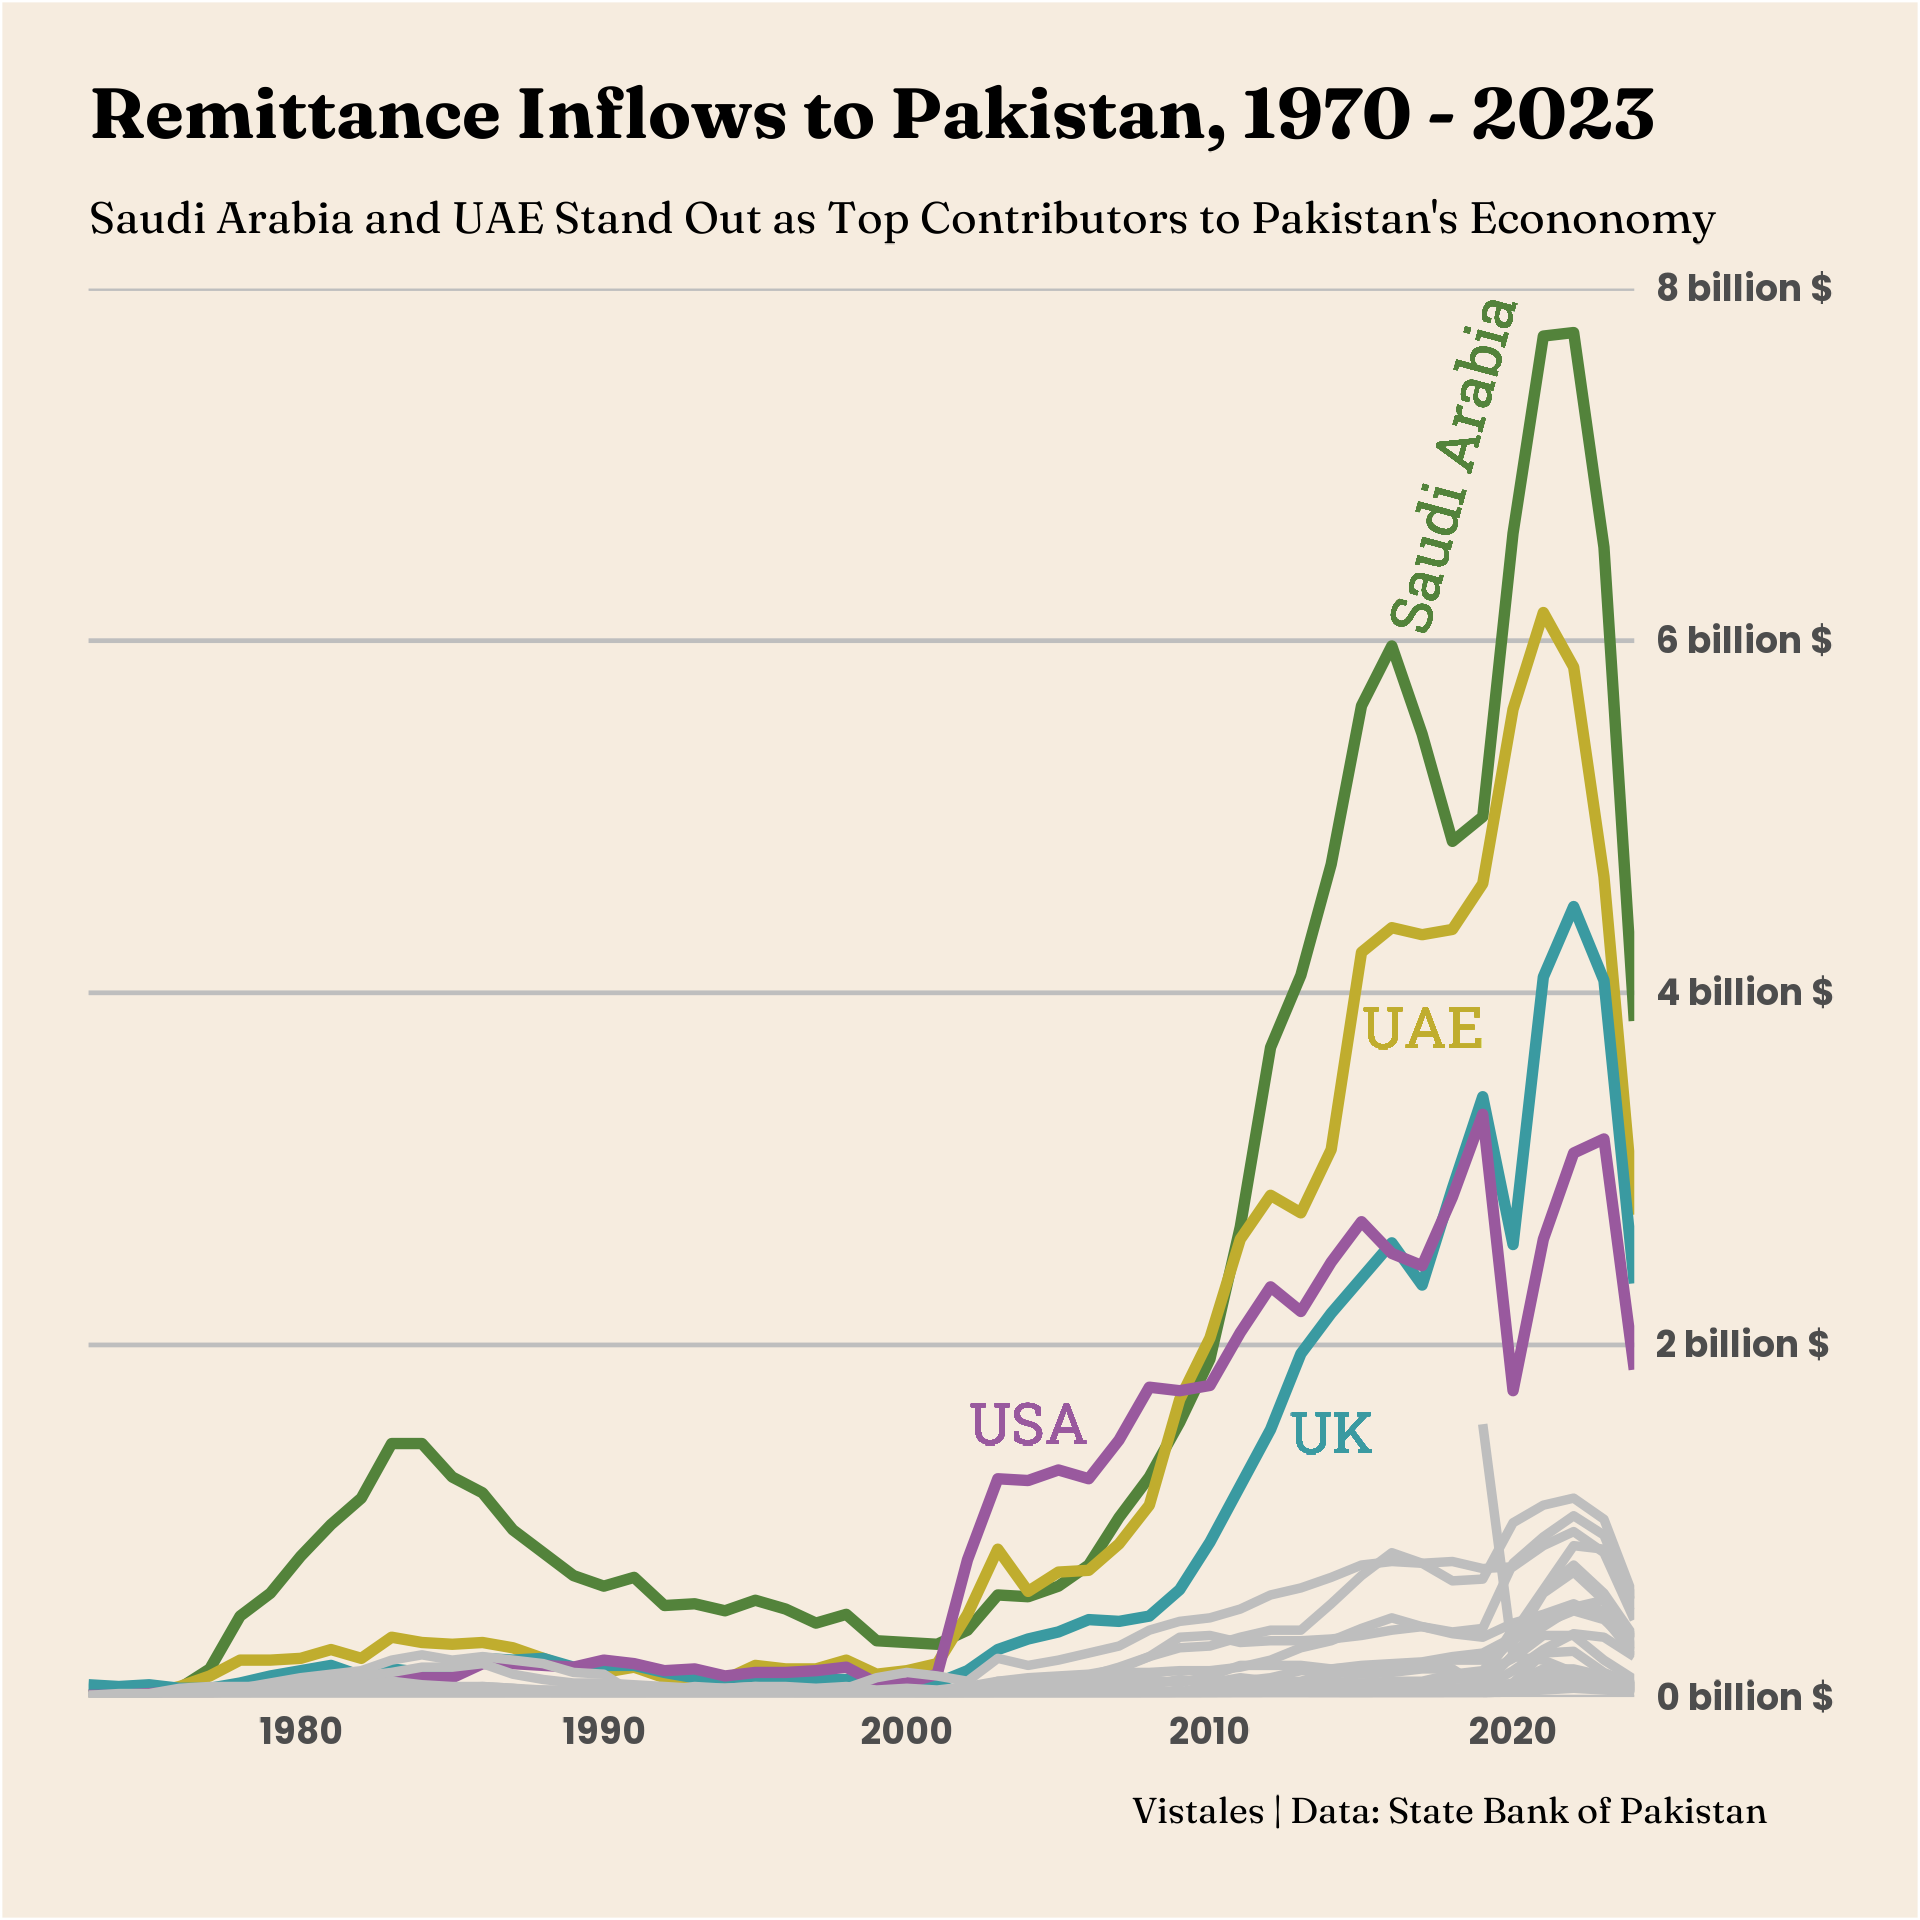 Remittance Inflows to Pakistan, 1970 - 2023
Saudi Arabia and UAE Stand Out as Top Contributors to Pakistan's Econonomy
8 billion $
Saudi Arabia
6 billion $
4 billion $
UAE
2 billion $
USA
UK
0 billion $
1980 1990 2000 2010 2020
Vistales | Data: State Bank of Pakistan